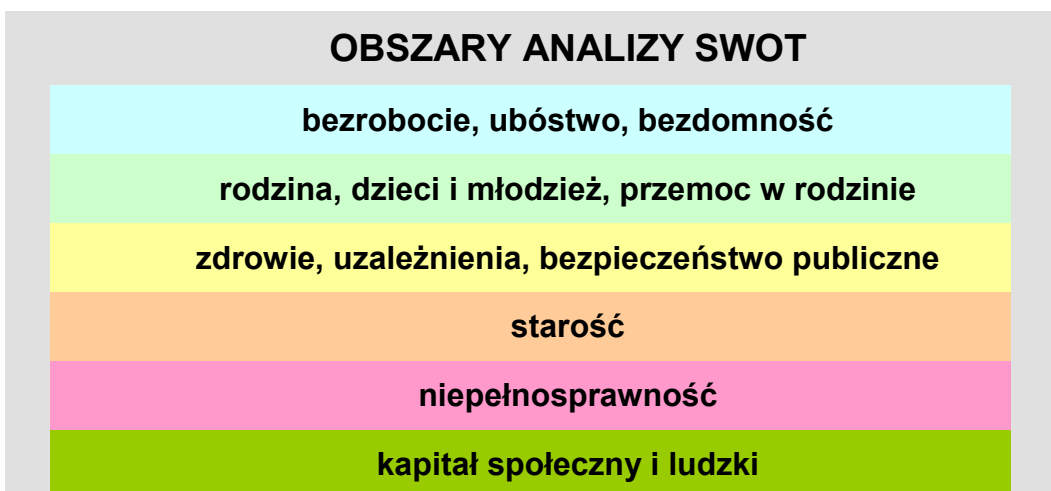 OBSZARY ANALIZY SWOT
bezrobocie, ubóstwo, bezdomność
rodzina, dzieci i młodzież, przemoc w rodzinie
zdrowie, uzależnienia, bezpieczeństwo publiczne
starość
niepełnosprawność
kapitał społeczny i ludzki